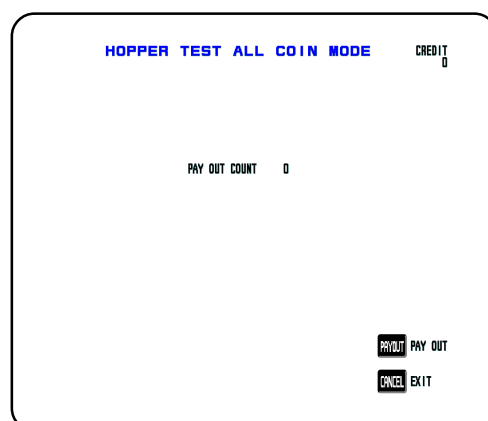 HOPPER TEST ALL COIN MODE
CREDIT
0
PAY OUT COUNT 0
PAYOUT PAY OUT
CANCEL EXIT